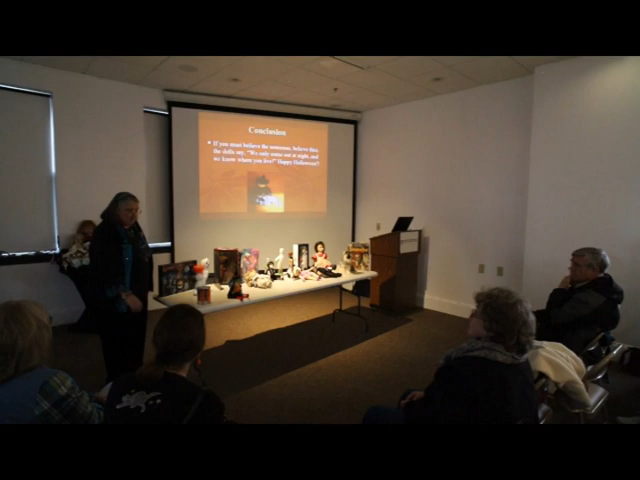 Conclusion
• If you must believe the nonsense, believe this:
the dolls say, "We only come out at night, and
we know where you live!" Happy Halloween!!